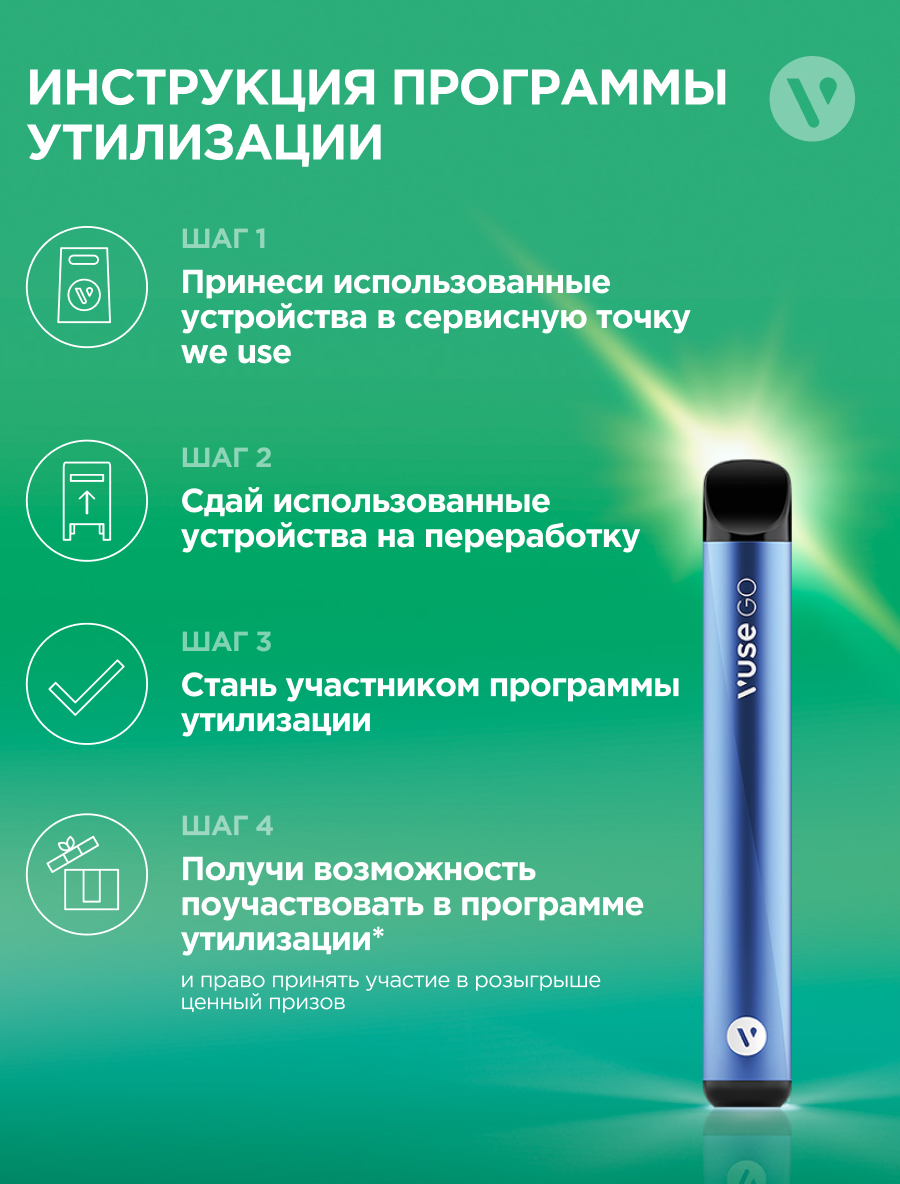 ИНСТРУКЦИЯ ПРОГРАММЫ
УТИЛИЗАЦИИ
ШАГ 1
Принеси использованные
устройства в сервисную точку
we use
ШАГ 2
Сдай использованные
устройства на переработку
ШАГ 3
Стань участником программы
утилизации
ШАГ 4
Получи возможность
поучаствовать в программе
утилизации*
и право принять участие в розыгрыше
ценный призов
vuse GO